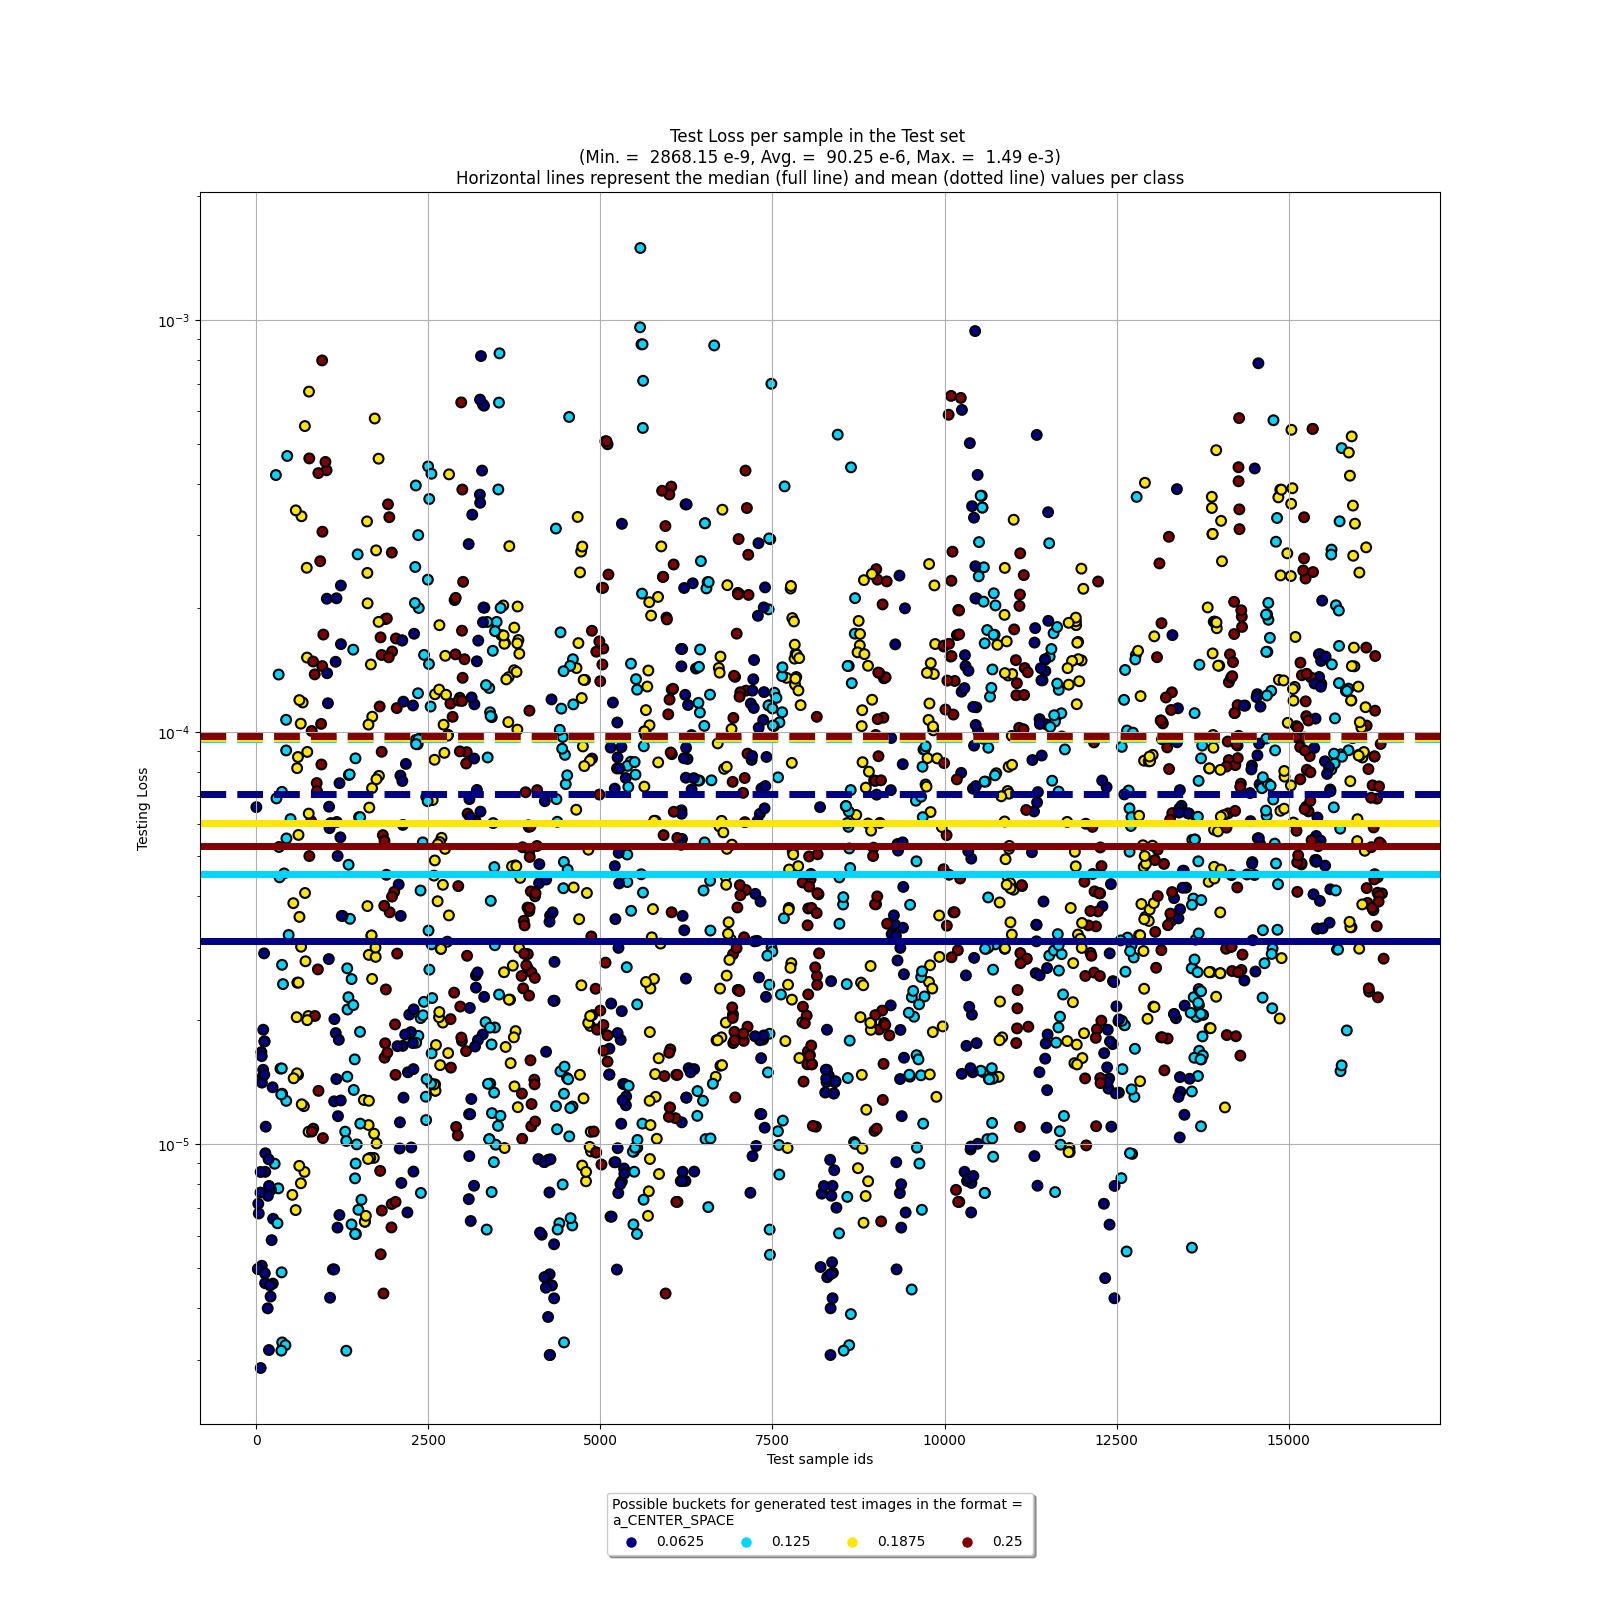 Test Loss per sample in the Test set
(Min. = 2868.15 e-9, Avg. = 90.25 e-6, Max. = 1.49 e-3)
Horizontal lines represent the median (full line) and mean (dotted line) values per class
10⁻³
10⁻⁴
10⁻⁵
Testing Loss
0 2500 5000 7500 10000 12500 15000
Test sample ids
Possible buckets for generated test images in the format =
a_CENTER_SPACE
0.0625 0.125 0.1875 0.25